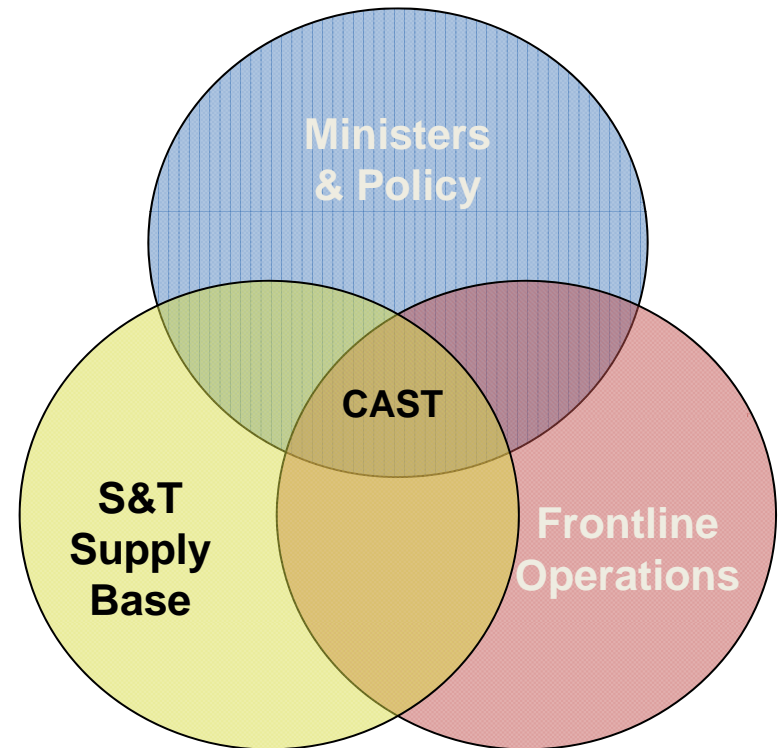 Ministers
& Policy
CAST
S&T
Supply
Base
Frontline
Operations